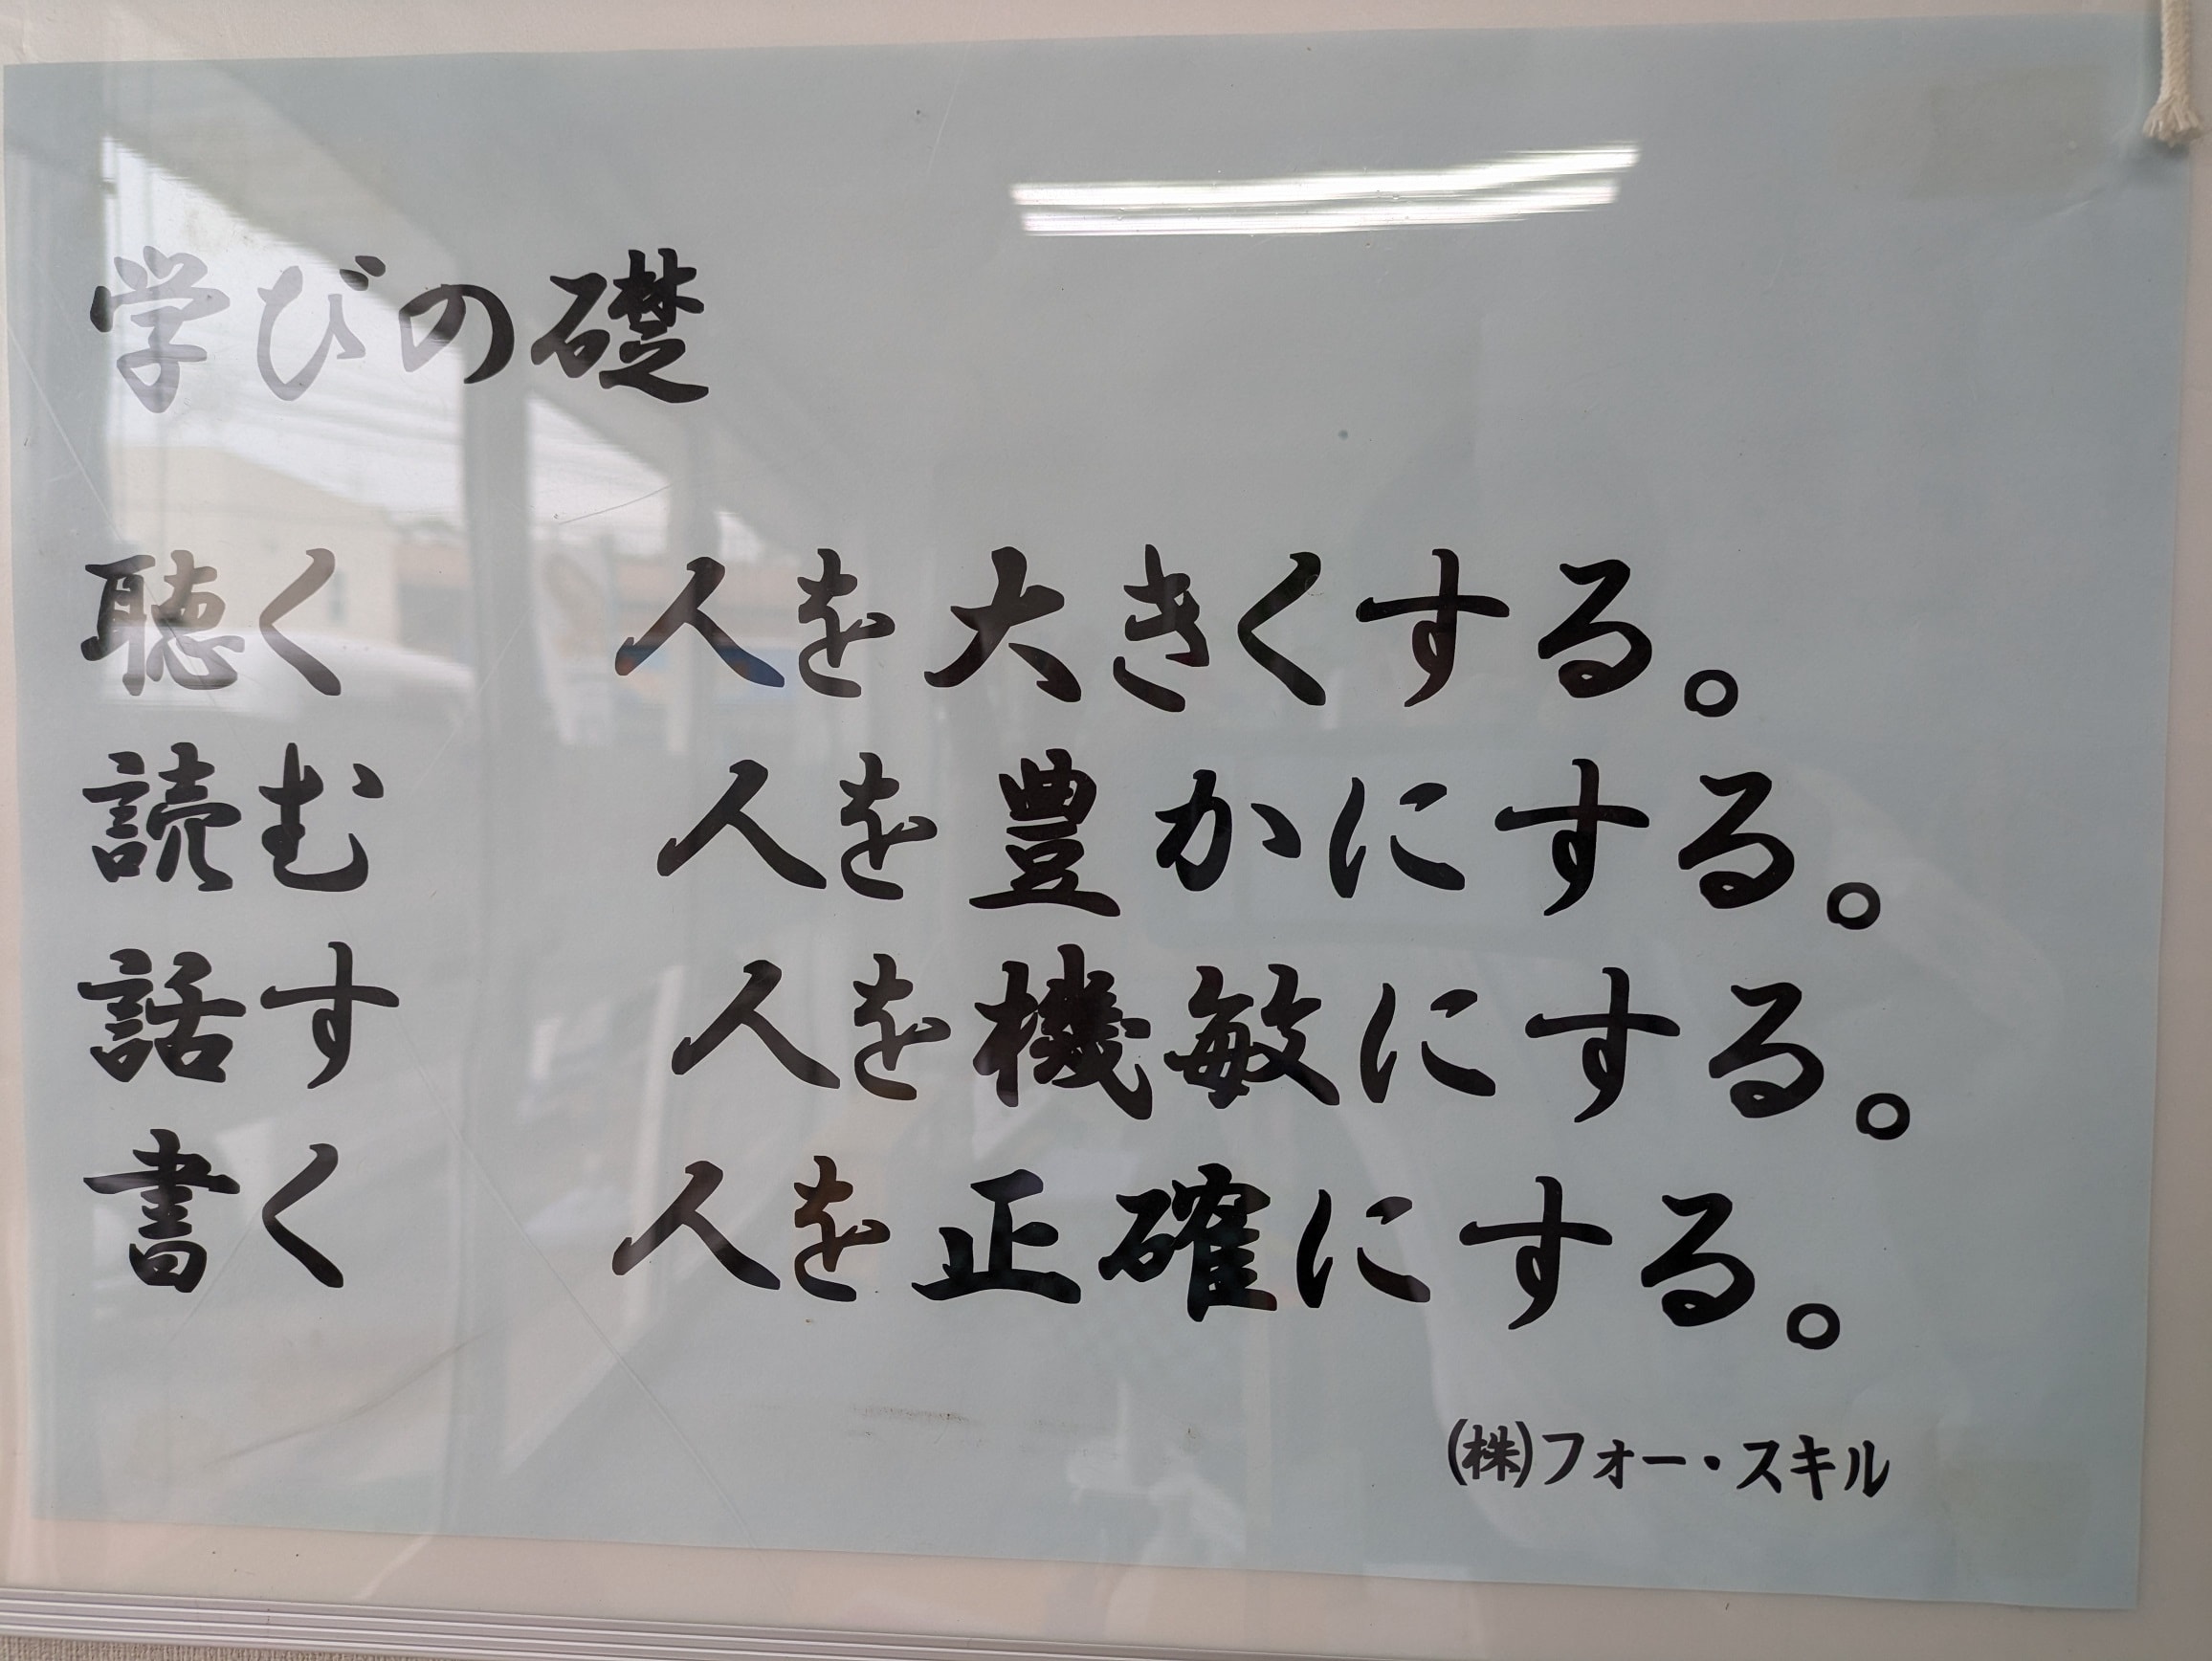 学びの礎
聴く　人を大きくする。
読む　人を豊かにする。
話す　人を機敏にする。
書く　人を正確にする。
(株)フォー・スキル